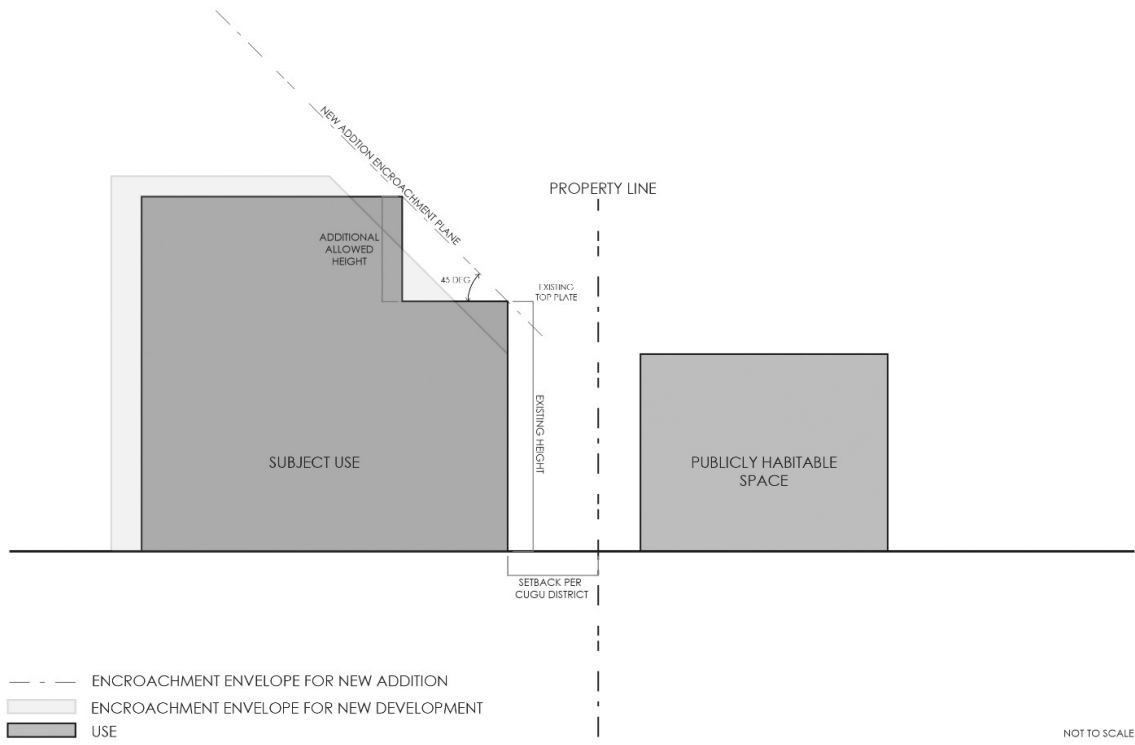 NEW ADDTION ENCROACHMENT PLANE
PROPERTY LINE
ADDITIONAL
ALLOWED
HEIGHT
45 DEG
EXISTING
TOP PLATE
EXISTING HEIGHT
SUBJECT USE
PUBLICLY HABITABLE
SPACE
SETBACK PER
CUGU DISTRICT
ENCROACHMENT ENVELOPE FOR NEW ADDITION
ENCROACHMENT ENVELOPE FOR NEW DEVELOPMENT
USE
NOT TO SCALE